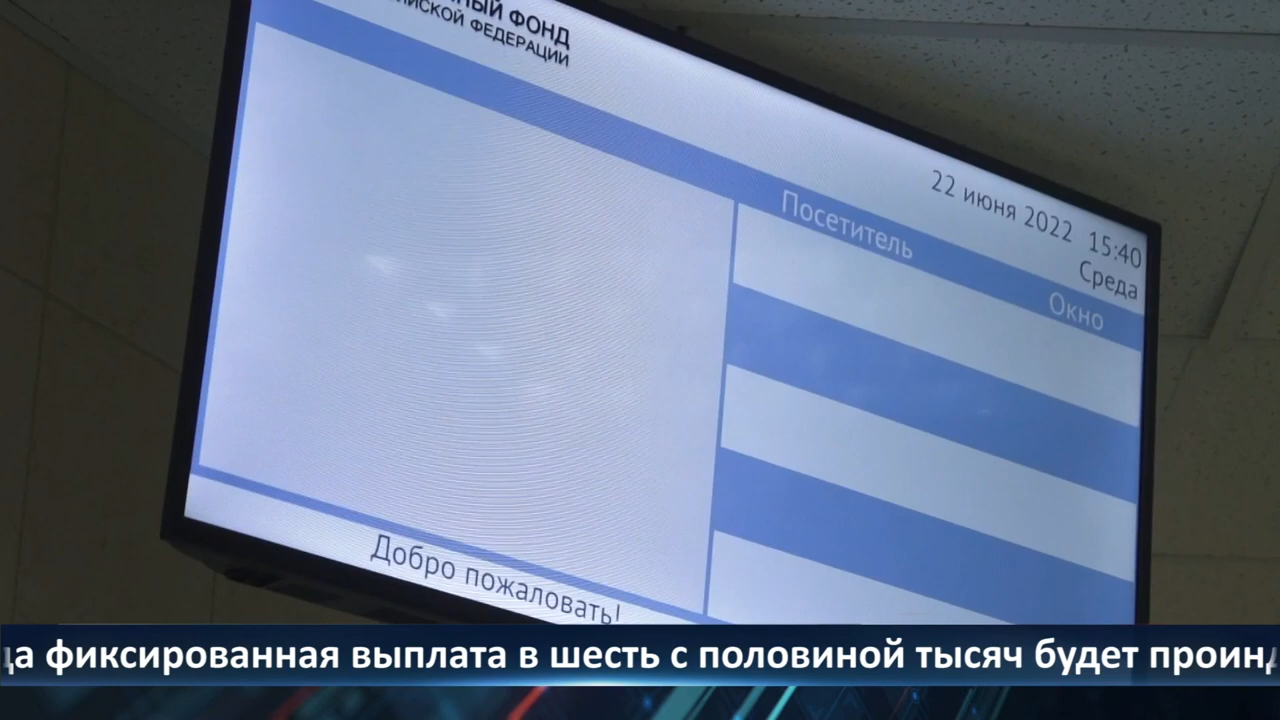 ФОНД
ФЕДЕРАЦИИ
22 июня 2022 15:40
Среда
Посетитель
Окно
Добро пожаловать!
фиксированная выплата в шесть с половиной тысяч будет